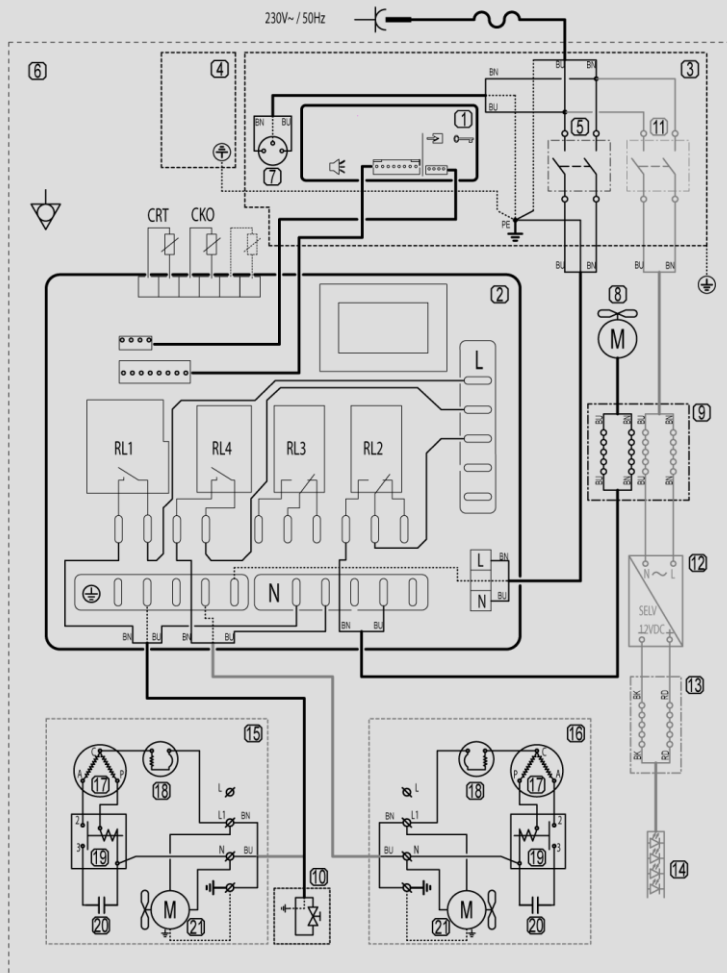 230V~ / 50Hz
6
4
3
BU BN
BN
BU
BN BU
1
5
11
7
PE
CRT CKO
BU BN BU BN
8
M
2
L
9
RL1 RL4 RL3 RL2
BU BN BU BN
BU BN BU BN
L BN
N BU
N
BN BU BN BU BN BU
N ~ L
12
SELV
12VDC
13
BK RD
BK RD
14
15
C
A P
17
18
L
L1 BN
N BU
2
3
19
20
M
21
10
16
C
P A
17
18
L
BN L1
BU N
2
3
19
20
M
21